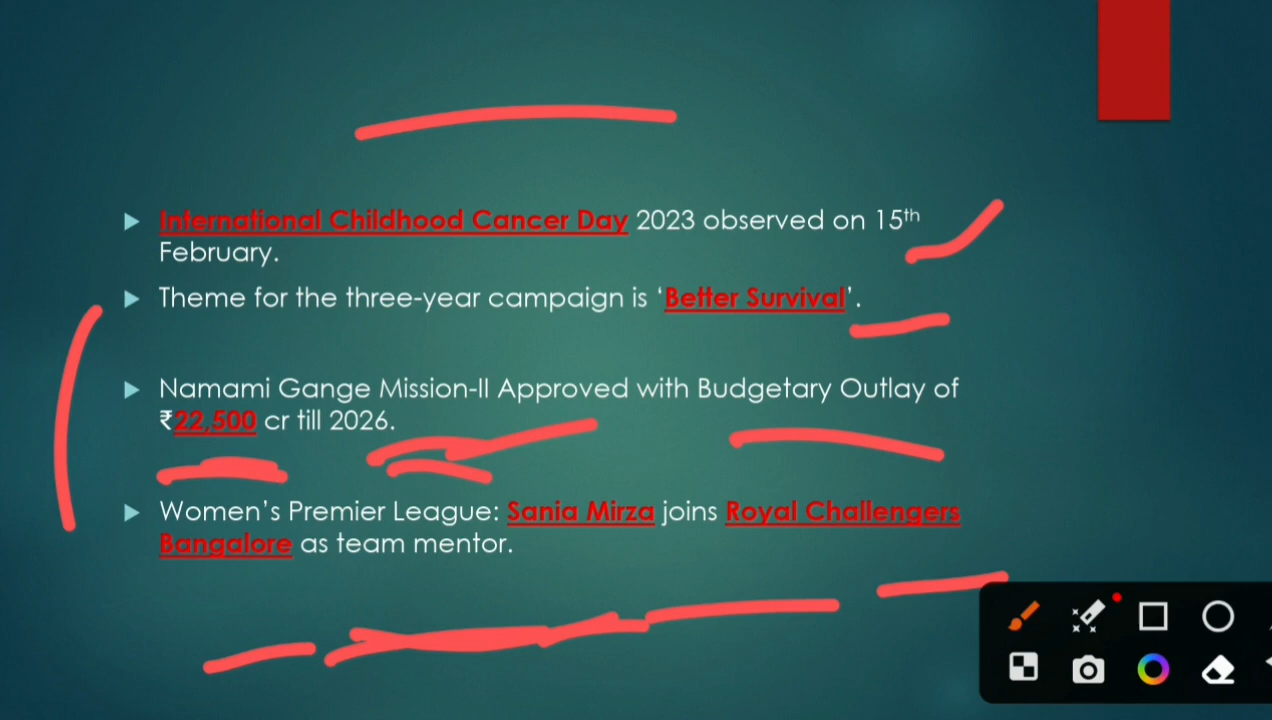 International Childhood Cancer Day 2023 observed on 15th
February.
Theme for the three-year campaign is ‘Better Survival’.
Namami Gange Mission-II Approved with Budgetary Outlay of
₹22,500 cr till 2026.
Women’s Premier League: Sania Mirza joins Royal Challengers
Bangalore as team mentor.